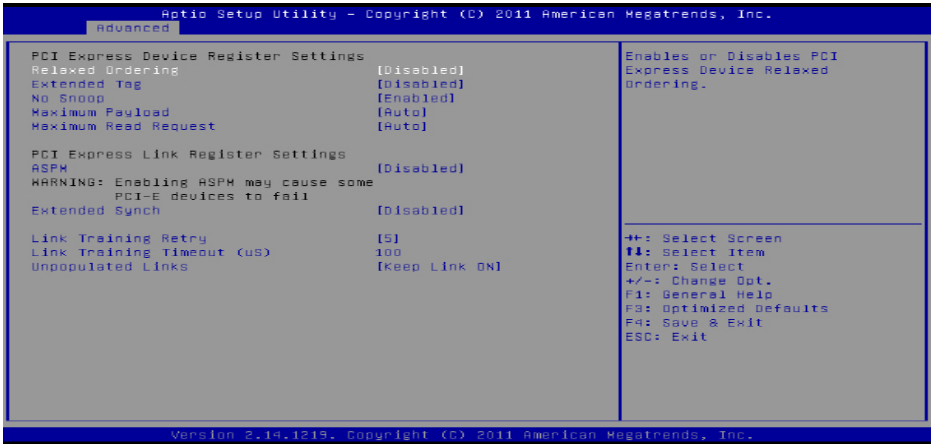 Aptio Setup Utility – Copyright (C) 2011 American Megatrends, Inc.
Advanced
PCI Express Device Register Settings
Relaxed Ordering [Disabled]
Extended Tag [Disabled]
No Snoop [Enabled]
Maximum Payload [Auto]
Maximum Read Request [Auto]
PCI Express Link Register Settings
ASPM [Disabled]
WARNING: Enabling ASPM may cause some
PCI-E devices to fail
Extended Synch [Disabled]
Link Training Retry [5]
Link Training Timeout (uS) 100
Unpopulated Links [Keep Link ON]
Enables or Disables PCI
Express Device Relaxed
Ordering.
→←: Select Screen
↑↓: Select Item
Enter: Select
+/-: Change Opt.
F1: General Help
F3: Optimized Defaults
F4: Save & Exit
ESC: Exit
Version 2.14.1219. Copyright (C) 2011 American Megatrends, Inc.